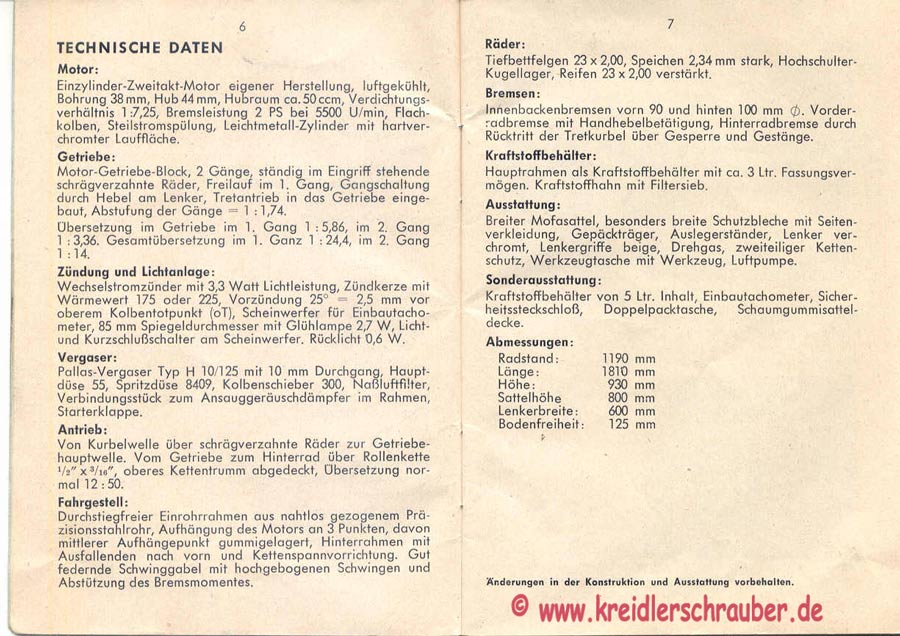 6
TECHNISCHE DATEN
Motor:
Einzylinder-Zweitakt-Motor eigener Herstellung, luftgekühlt,
Bohrung 38 mm, Hub 44 mm, Hubraum ca. 50 ccm, Verdichtungs-
verhältnis 1:7,25, Bremsleistung 2 PS bei 5500 U/min, Flach-
kolben, Steilstromspülung, Leichtmetall-Zylinder mit hartver-
chromter Lauffläche.
Getriebe:
Motor-Getriebe-Block, 2 Gänge, ständig im Eingriff stehende
schrägverzahnte Räder, Freilauf im 1. Gang, Gangschaltung
durch Hebel am Lenker, Tretantrieb in das Getriebe einge-
baut, Abstufung der Gänge = 1 : 1,74.
Übersetzung im Getriebe im 1. Gang 1 : 5,86, im 2. Gang
1 : 3,36. Gesamtübersetzung im 1. Ganz 1 : 24,4, im 2. Gang
1 : 14.
Zündung und Lichtanlage:
Wechselstromzünder mit 3,3 Watt Lichtleistung, Zündkerze mit
Wärmewert 175 oder 225, Vorzündung 25° = 2,5 mm vor
oberem Kolbentotpunkt (oT), Scheinwerfer für Einbautacho-
meter, 85 mm Spiegeldurchmesser mit Glühlampe 2,7 W, Licht-
und Kurzschlußschalter am Scheinwerfer. Rücklicht 0,6 W.
Vergaser:
Pallas-Vergaser Typ H 10/125 mit 10 mm Durchgang, Haupt-
düse 55, Spritzdüse 8409, Kolbenschieber 300, Naßluftfilter,
Verbindungsstück zum Ansauggeräuschdämpfer im Rahmen,
Starterklappe.
Antrieb:
Von Kurbelwelle über schrägverzahnte Räder zur Getriebe-
hauptwelle. Vom Getriebe zum Hinterrad über Rollenkette
1/2" x 3/16", oberes Kettentrumm abgedeckt, Übersetzung nor-
mal 12 : 50.
Fahrgestell:
Durchstiegfreier Einrohrrahmen aus nahtlos gezogenem Prä-
zisionsstahlrohr, Aufhängung des Motors an 3 Punkten, davon
mittlerer Aufhängepunkt gummigelagert, Hinterrahmen mit
Ausfallenden nach vorn und Kettenspannvorrichtung. Gut
federnde Schwinggabel mit hochgebogenen Schwingen und
Abstützung des Bremsmomentes.
7
Räder:
Tiefbettfelgen 23 x 2,00, Speichen 2,34 mm stark, Hochschulter-
Kugellager, Reifen 23 x 2,00 verstärkt.
Bremsen:
Innenbackenbremsen vorn 90 und hinten 100 mm ∅. Vorder-
radbremse mit Handhebelbetätigung, Hinterradbremse durch
Rücktritt der Tretkurbel über Gesperre und Gestänge.
Kraftstoffbehälter:
Hauptrahmen als Kraftstoffbehälter mit ca. 3 Ltr. Fassungsver-
mögen. Kraftstoffhahn mit Filtersieb.
Ausstattung:
Breiter Mofasattel, besonders breite Schutzbleche mit Seiten-
verkleidung, Gepäckträger, Auslegerständer, Lenker ver-
chromt, Lenkergriffe beige, Drehgas, zweiteiliger Ketten-
schutz, Werkzeugtasche mit Werkzeug, Luftpumpe.
Sonderausstattung:
Kraftstoffbehälter von 5 Ltr. Inhalt, Einbautachometer, Sicher-
heitssteckschloß, Doppelpacktasche, Schaumgummisattel-
decke.
Abmessungen:
Radstand: 1190 mm
Länge: 1810 mm
Höhe: 930 mm
Sattelhöhe 800 mm
Lenkerbreite: 600 mm
Bodenfreiheit: 125 mm
Änderungen in der Konstruktion und Ausstattung vorbehalten.
© www.kreidlerschrauber.de